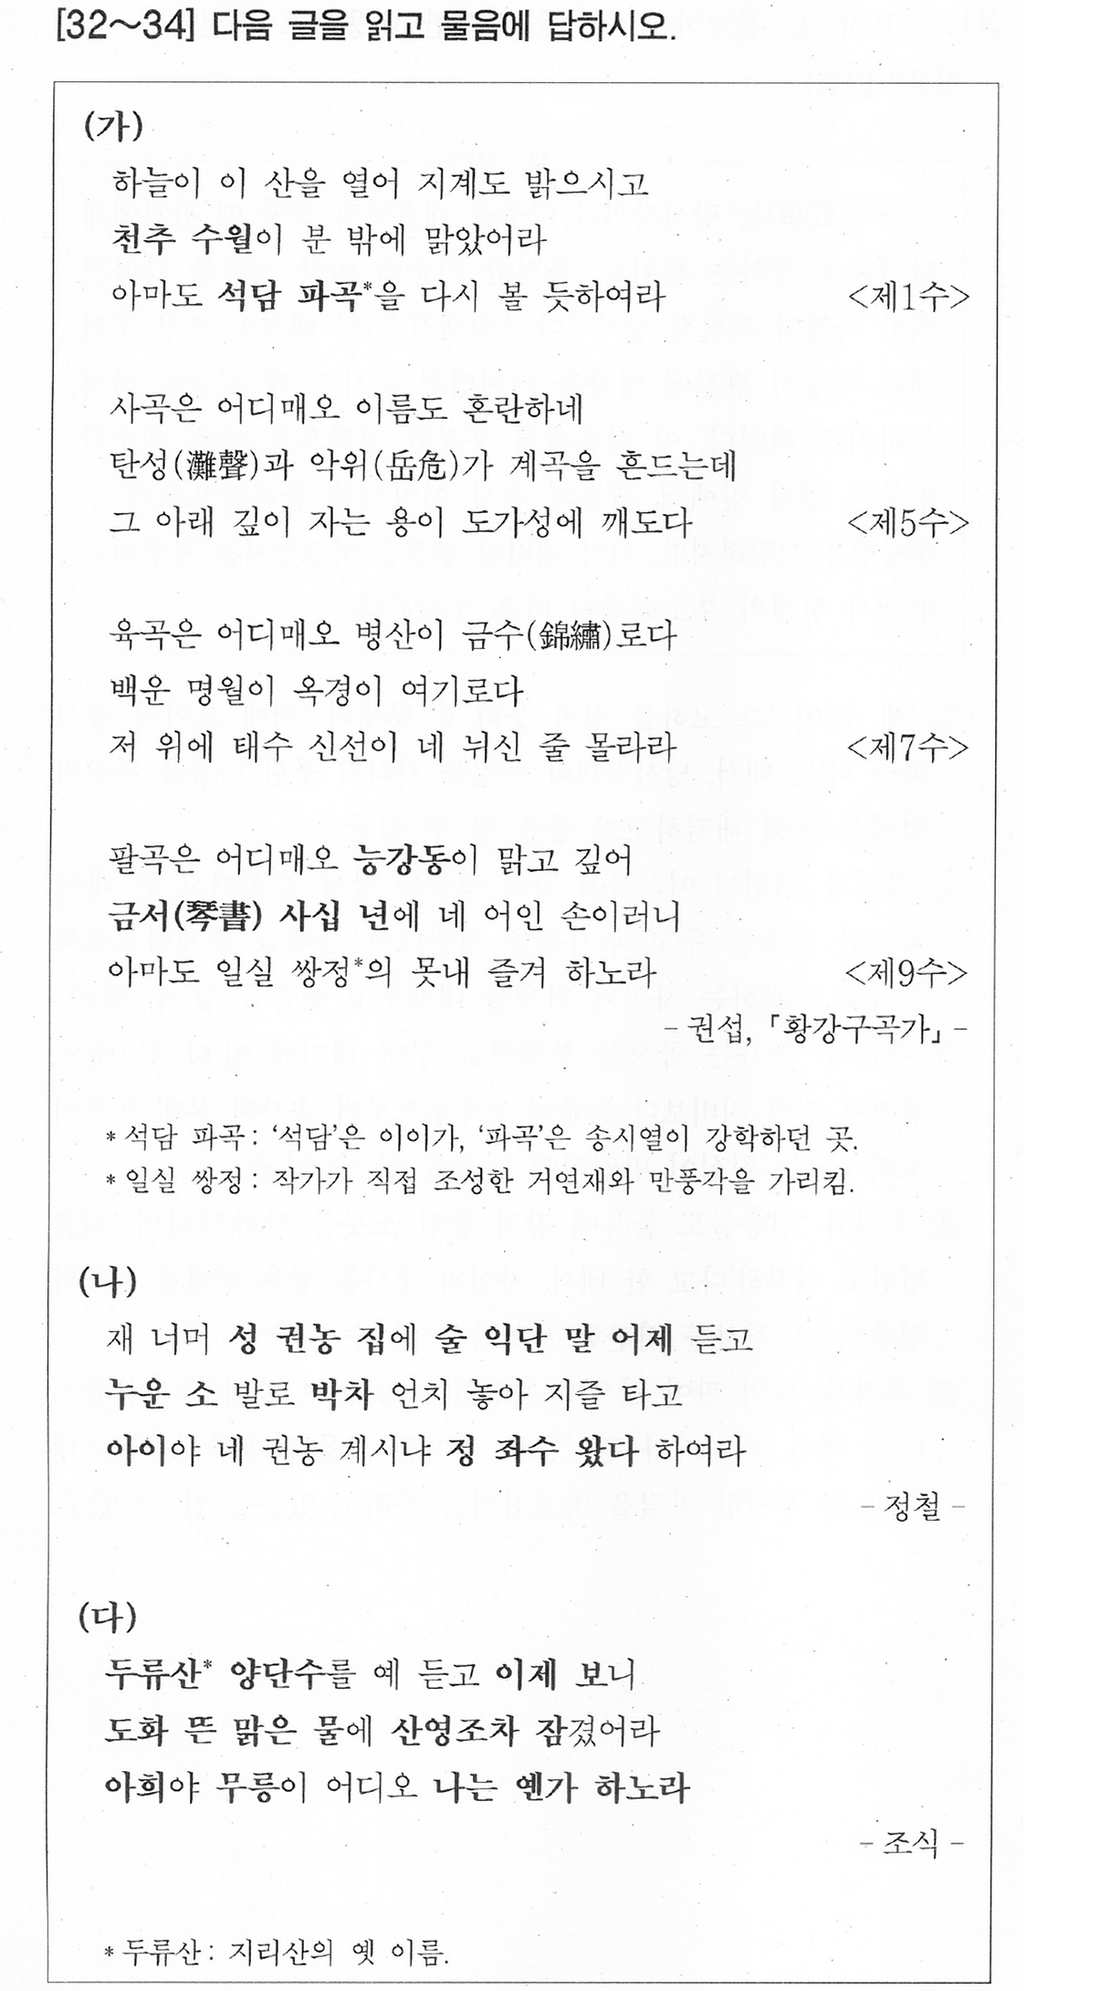 [32～34] 다음 글을 읽고 물음에 답하시오.
(가)
하늘이 이 산을 열어 지계도 밝으시고
천추 수월이 분 밖에 맑았어라
아마도 석담 파곡*을 다시 볼 듯하여라 <제1수>
사곡은 어디매오 이름도 혼란하네
탄성(灘聲)과 악위(岳危)가 계곡을 흔드는데
그 아래 깊이 자는 용이 도가성에 깨도다 <제5수>
육곡은 어디매오 병산이 금수(錦繡)로다
백운 명월이 옥경이 여기로다
저 위에 태수 신선이 네 뉘신 줄 몰라라 <제7수>
팔곡은 어디매오 능강동이 맑고 깊어
금서(琴書) 사십 년에 네 어인 손이러니
아마도 일실 쌍정*의 못내 즐겨 하노라 <제9수>
- 권섭, 「황강구곡가」 -
* 석담 파곡: ‘석담’은 이이가, ‘파곡’은 송시열이 강학하던 곳.
* 일실 쌍정: 작가가 직접 조성한 거연재와 만풍각을 가리킴.
(나)
재 너머 성 권농 집에 술 익단 말 어제 듣고
누운 소 발로 박차 언치 놓아 지즐 타고
아이야 네 권농 계시냐 정 좌수 왔다 하여라
- 정철 -
(다)
두류산* 양단수를 예 듣고 이제 보니
도화 뜬 맑은 물에 산영조차 잠겼어라
아희야 무릉이 어디오 나는 옌가 하노라
- 조식 -
* 두류산: 지리산의 옛 이름.